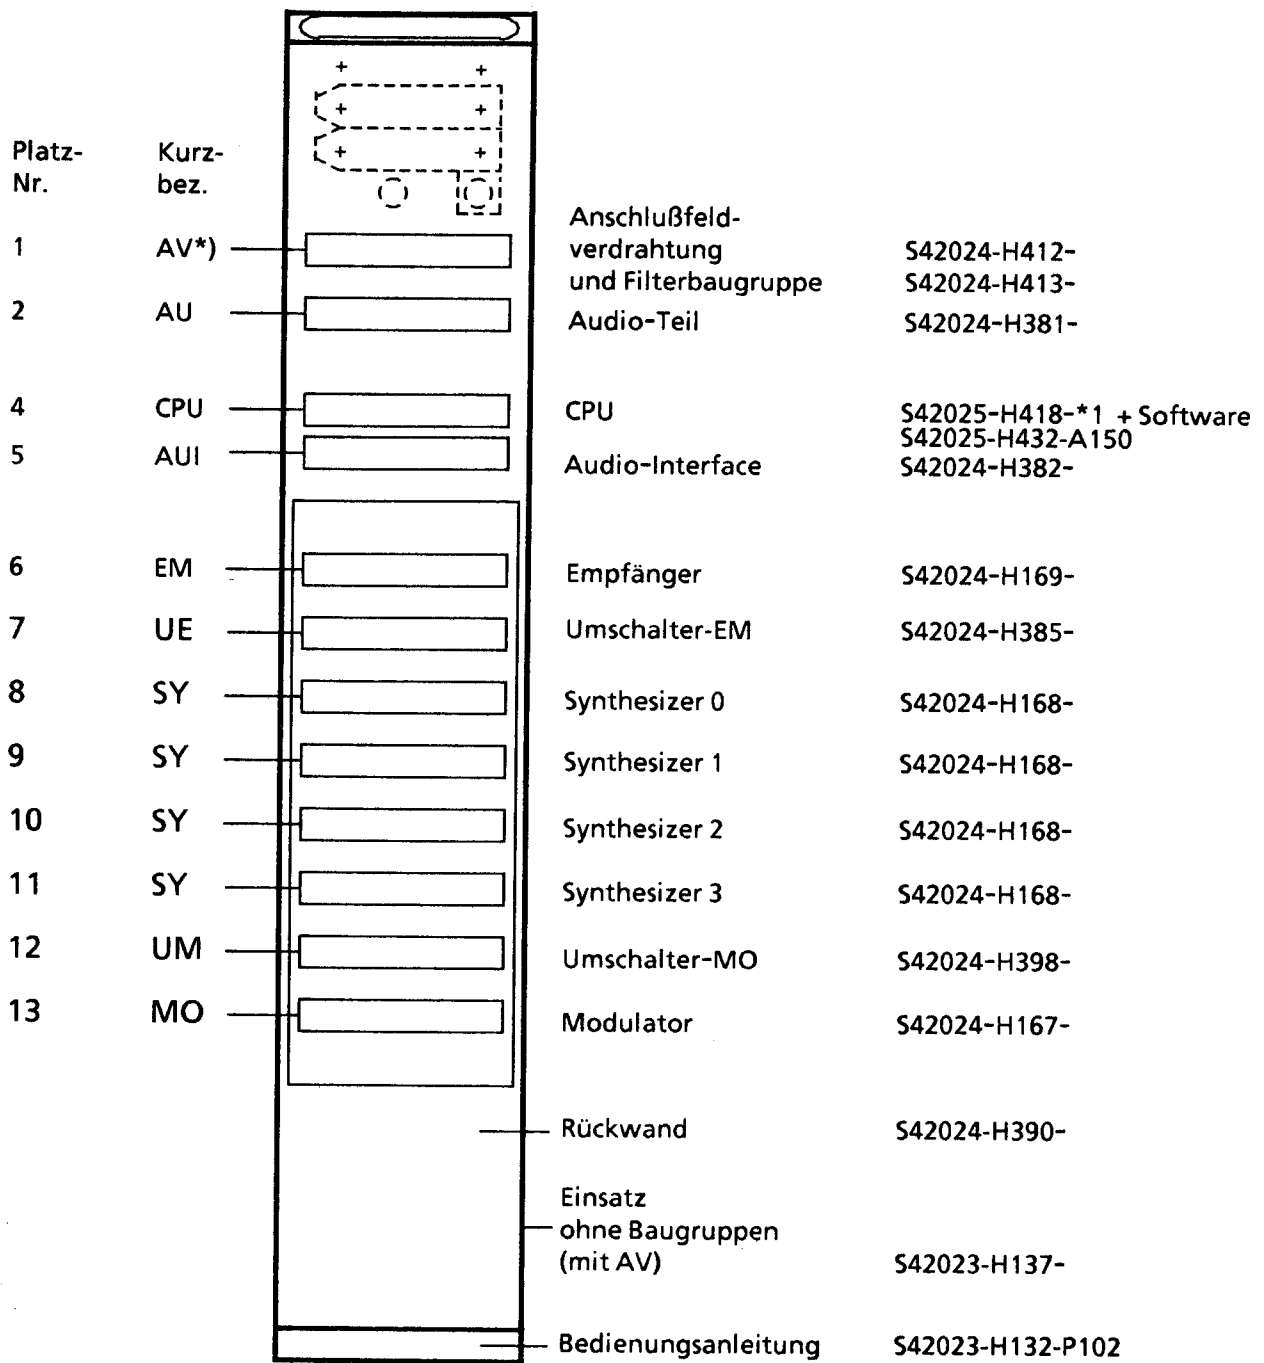 Platz- Kurz-
Nr. bez.
Anschlußfeld-
1 AV*) verdrahtung S42024-H412-
und Filterbaugruppe S42024-H413-
2 AU Audio-Teil S42024-H381-
4 CPU CPU S42025-H418-*1 + Software
S42025-H432-A150
5 AUI Audio-Interface S42024-H382-
6 EM Empfänger S42024-H169-
7 UE Umschalter-EM S42024-H385-
8 SY Synthesizer 0 S42024-H168-
9 SY Synthesizer 1 S42024-H168-
10 SY Synthesizer 2 S42024-H168-
11 SY Synthesizer 3 S42024-H168-
12 UM Umschalter-MO S42024-H398-
13 MO Modulator S42024-H167-
Rückwand S42024-H390-
Einsatz
ohne Baugruppen
(mit AV) S42023-H137-
Bedienungsanleitung S42023-H132-P102